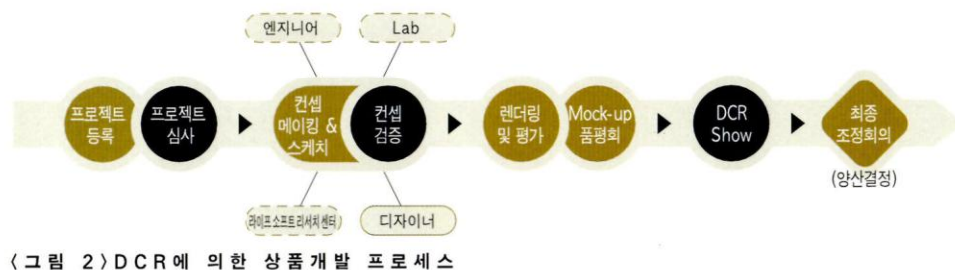 엔지니어
Lab
프로젝트
등록
프로젝트
심사
컨셉
메이킹 &
스케치
컨셉
검증
렌더링
및 평가
Mock-up
품평회
DCR
Show
최종
조정회의
(양산결정)
라이프소프트리서치센터
디자이너
〈그림 2〉DCR에 의한 상품개발 프로세스